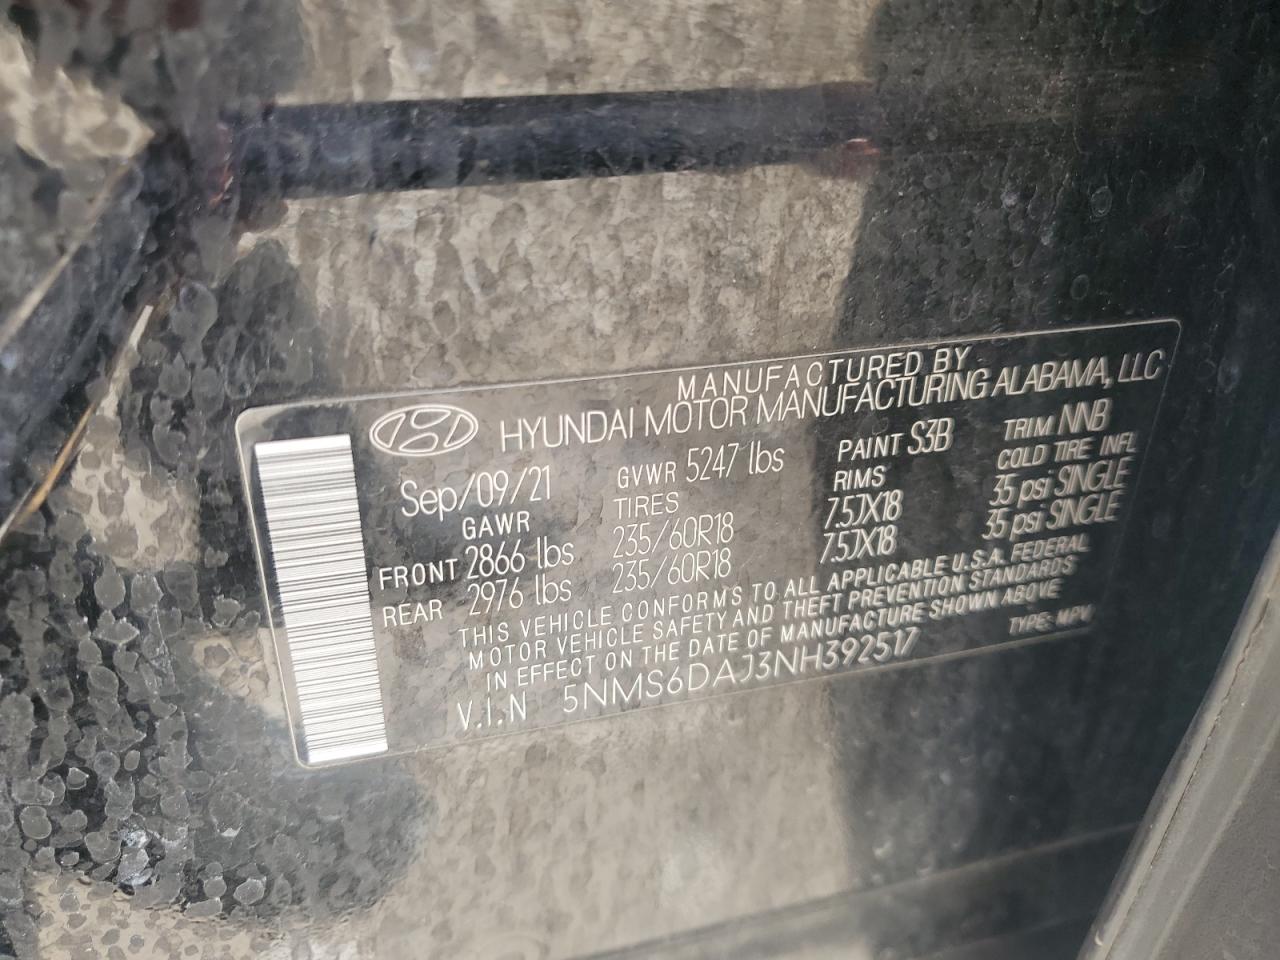 MANUFACTURED BY
HYUNDAI MOTOR MANUFACTURING ALABAMA, LLC
Sep/09/21 GVWR 5247 lbs PAINT S3B TRIM NNB
GAWR TIRES RIMS COLD TIRE INFL
FRONT 2866 lbs 235/60R18 7.5JX18 35 psi SINGLE
REAR 2976 lbs 235/60R18 7.5JX18 35 psi SINGLE
THIS VEHICLE CONFORMS TO ALL APPLICABLE U.S.A. FEDERAL
MOTOR VEHICLE SAFETY AND THEFT PREVENTION STANDARDS
IN EFFECT ON THE DATE OF MANUFACTURE SHOWN ABOVE
V.I.N 5NMS6DAJ3NH392517 TYPE: MPV